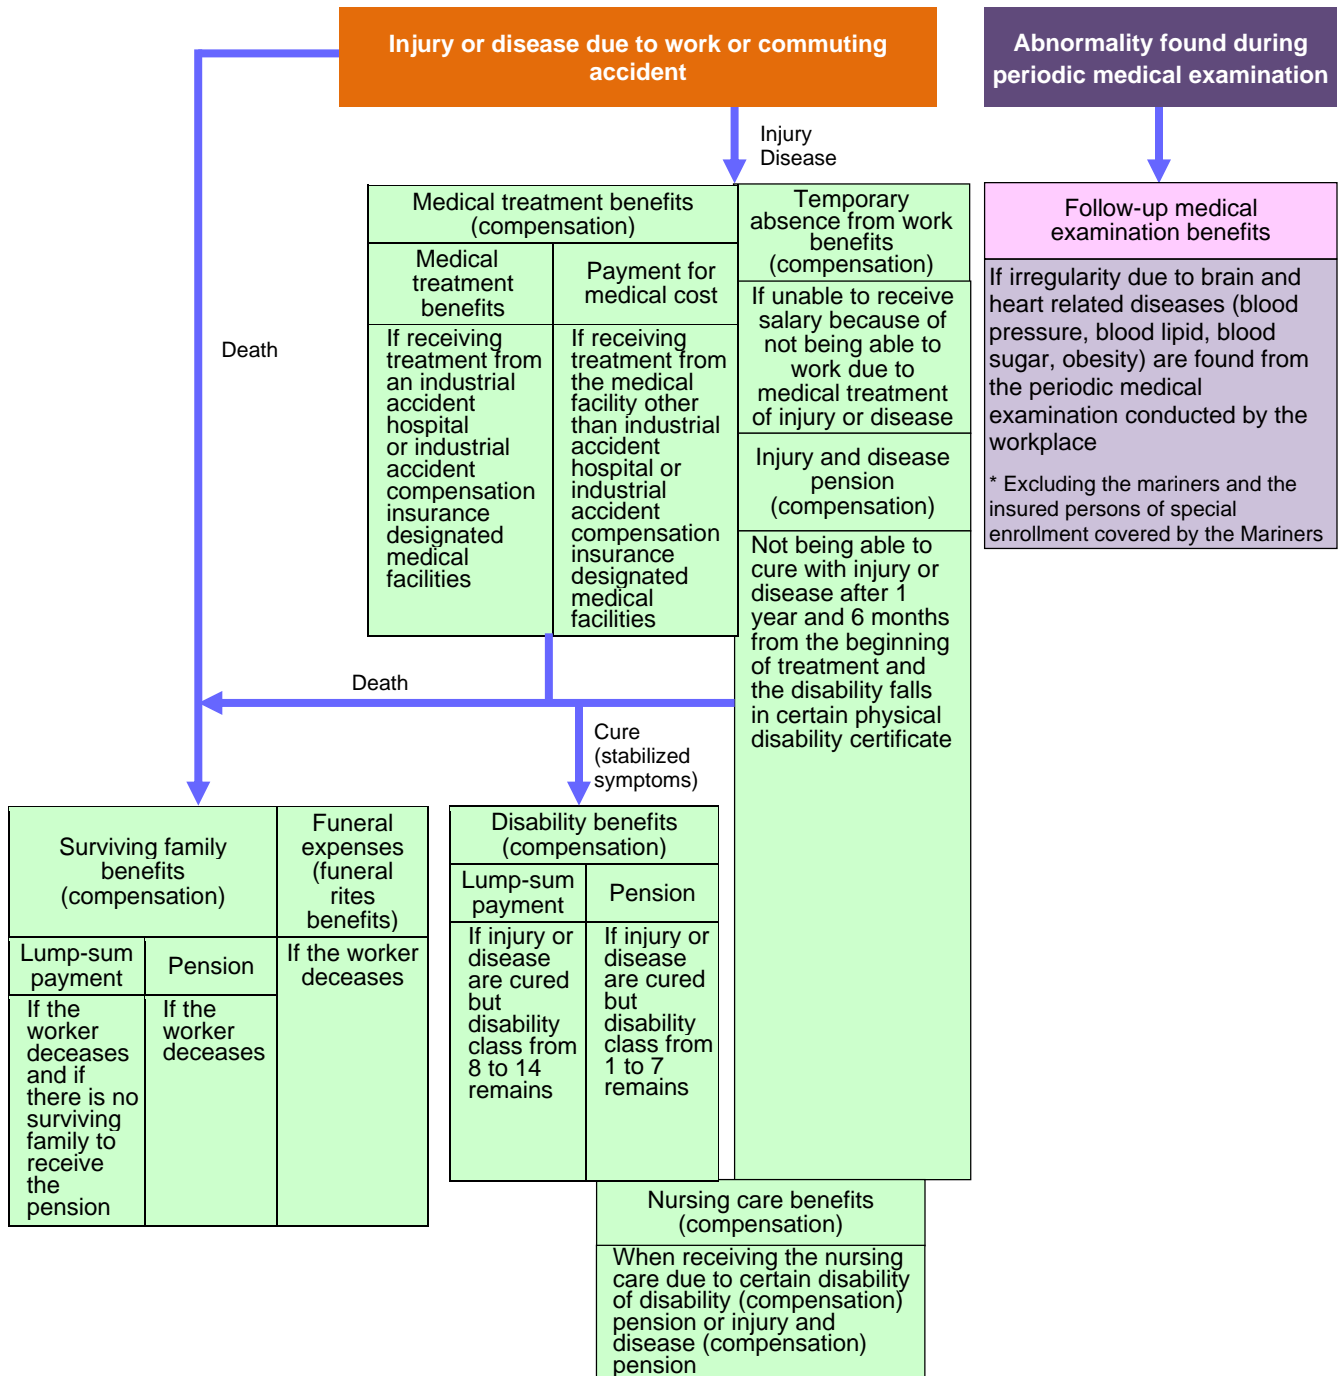 Injury or disease due to work or commuting
accident
Abnormality found during
periodic medical examination
Injury
Disease
Medical treatment benefits
(compensation)
Medical
treatment
benefits
Payment for
medical cost
If receiving
treatment from
an industrial
accident
hospital
or industrial
accident
compensation
insurance
designated
medical
facilities
If receiving
treatment from
the medical
facility other
than industrial
accident
hospital or
industrial
accident
compensation
insurance
designated
medical
facilities
Temporary
absence from work
benefits
(compensation)
If unable to receive
salary because of
not being able to
work due to
medical treatment
of injury or disease
Injury and disease
pension
(compensation)
Not being able to
cure with injury or
disease after 1
year and 6 months
from the beginning
of treatment and
the disability falls
in certain physical
disability certificate
Follow-up medical
examination benefits
If irregularity due to brain and
heart related diseases (blood
pressure, blood lipid, blood
sugar, obesity) are found from
the periodic medical
examination conducted by the
workplace
* Excluding the mariners and the
insured persons of special
enrollment covered by the Mariners
Death
Death
Cure
(stabilized
symptoms)
Surviving family
benefits
(compensation)
Funeral
expenses
(funeral
rites
benefits)
Lump-sum
payment
Pension
If the worker
deceases
If the
worker
deceases
and if
there is no
surviving
family to
receive
the
pension
If the
worker
deceases
Disability benefits
(compensation)
Lump-sum
payment
Pension
If injury or
disease
are cured
but
disability
class from
8 to 14
remains
If injury or
disease
are cured
but
disability
class from
1 to 7
remains
Nursing care benefits
(compensation)
When receiving the nursing
care due to certain disability
of disability (compensation)
pension or injury and
disease (compensation)
pension